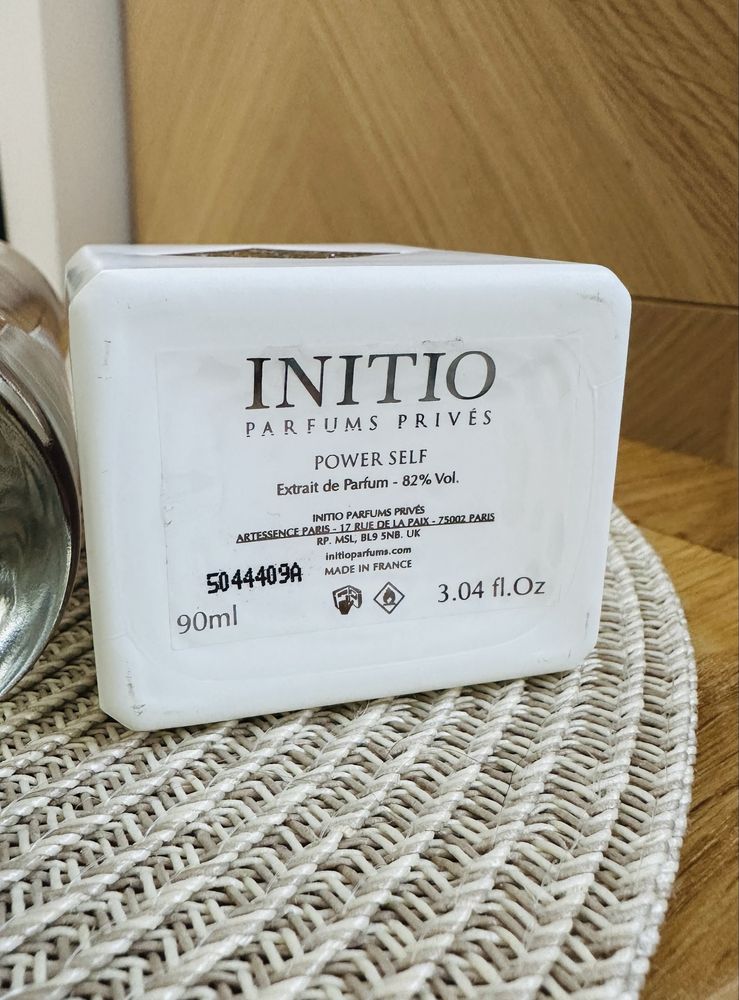 INITIO
PARFUMS PRIVÉS
POWER SELF
Extrait de Parfum - 82% Vol.
INITIO PARFUMS PRIVÉS
ARTESSENCE PARIS - 17 RUE DE LA PAIX - 75002 PARIS
RP. MSL, BL9 5NB. UK
initioparfums.com
MADE IN FRANCE
5044409A
90ml
3.04 fl.Oz